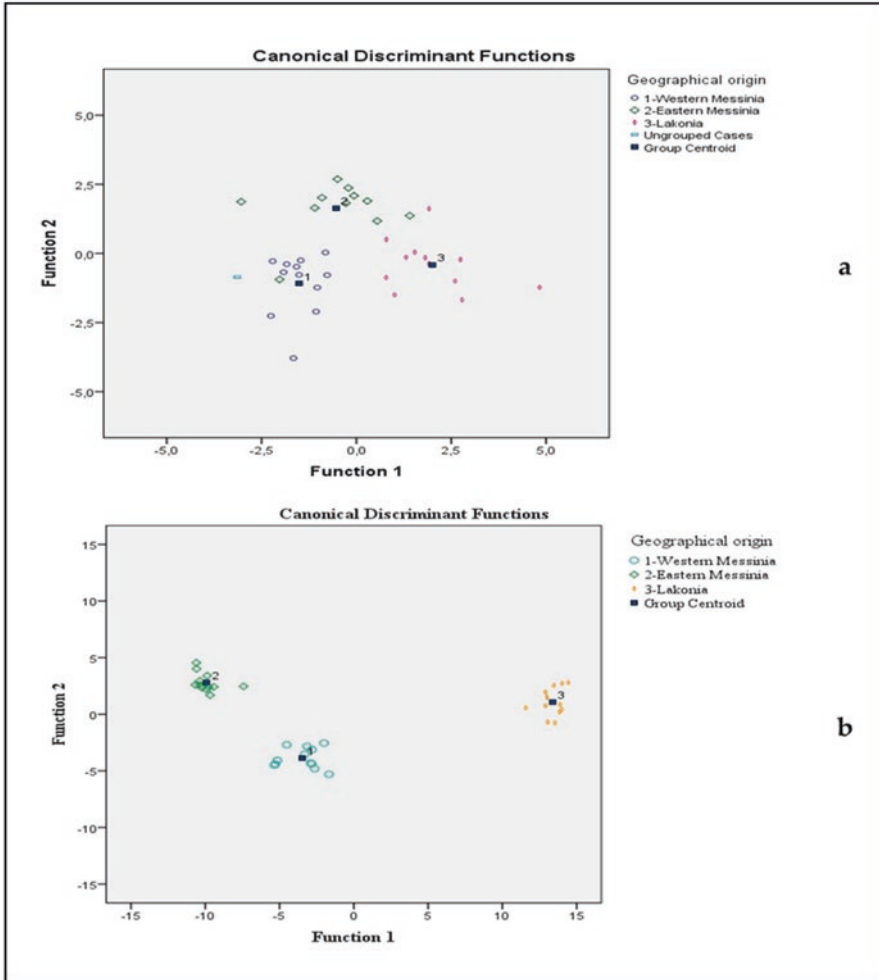 Canonical Discriminant Functions
Geographical origin
1-Western Messinia
2-Eastern Messinia
3-Lakonia
Ungrouped Cases
Group Centroid
5,0
2,5
0,0
-2,5
-5,0
Function 2
2
1
3
-5,0 -2,5 0,0 2,5 5,0
Function 1
a
Canonical Discriminant Functions
Geographical origin
1-Western Messinia
2-Eastern Messinia
3-Lakonia
Group Centroid
15
10
5
0
-5
-10
-15
Function 2
2
3
1
-15 -10 -5 0 5 10 15
Function 1
b